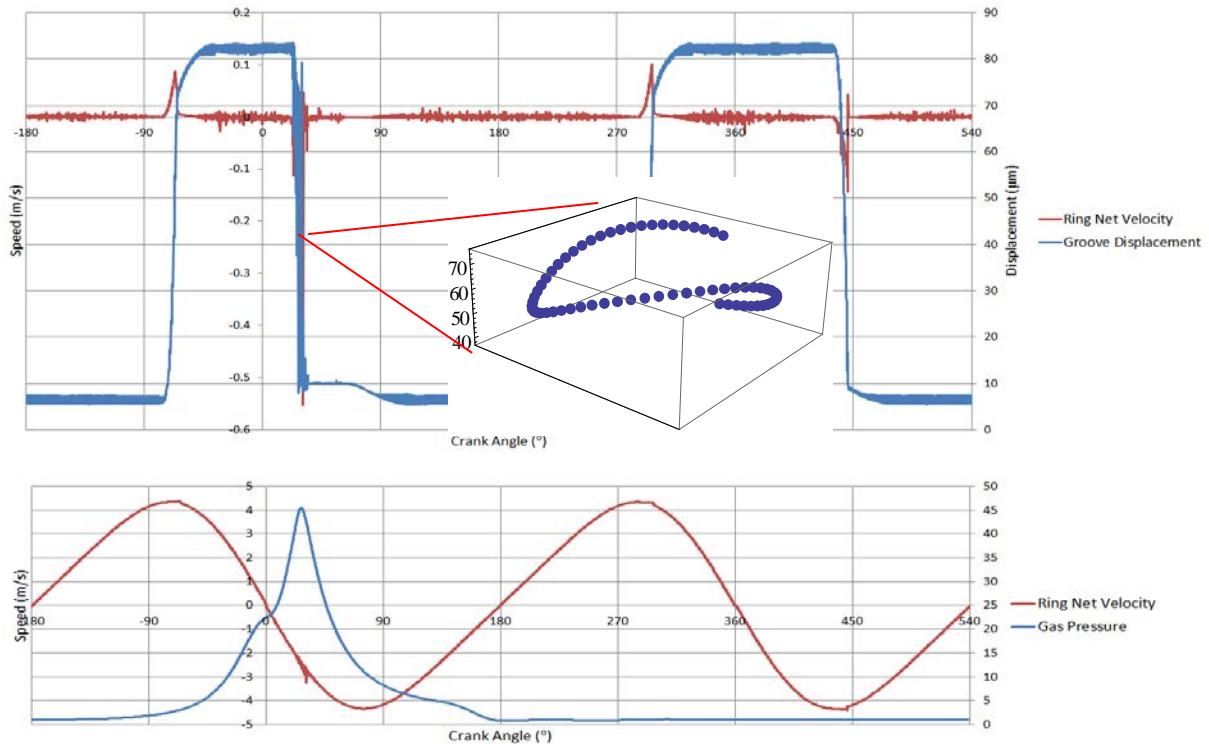 0.2 90
0.1 80
0 70
-180 -90 0 90 180 270 360 450 540
-0.1 60
50
-0.2 40
-0.3 30
-0.4 20
-0.5 10
-0.6 0
Speed (m/s)
Displacement (μm)
Crank Angle (°)
Ring Net Velocity
Groove Displacement
70
60
50
40
5 50
4 45
3 40
2 35
1 30
0 25
180 -90 0 90 180 270 360 450 540
-1 20
-2 15
-3 10
-4 5
-5 0
Speed (m/s)
Crank Angle (°)
Ring Net Velocity
Gas Pressure